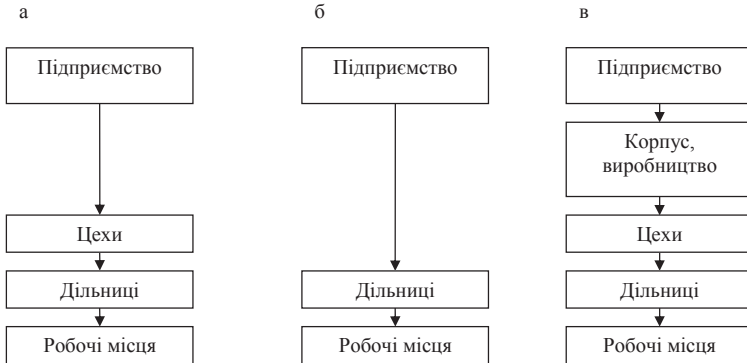 а
б
в
Підприємство
Підприємство
Підприємство
Корпус,
виробництво
Цехи
Цехи
Дільниці
Дільниці
Дільниці
Робочі місця
Робочі місця
Робочі місця